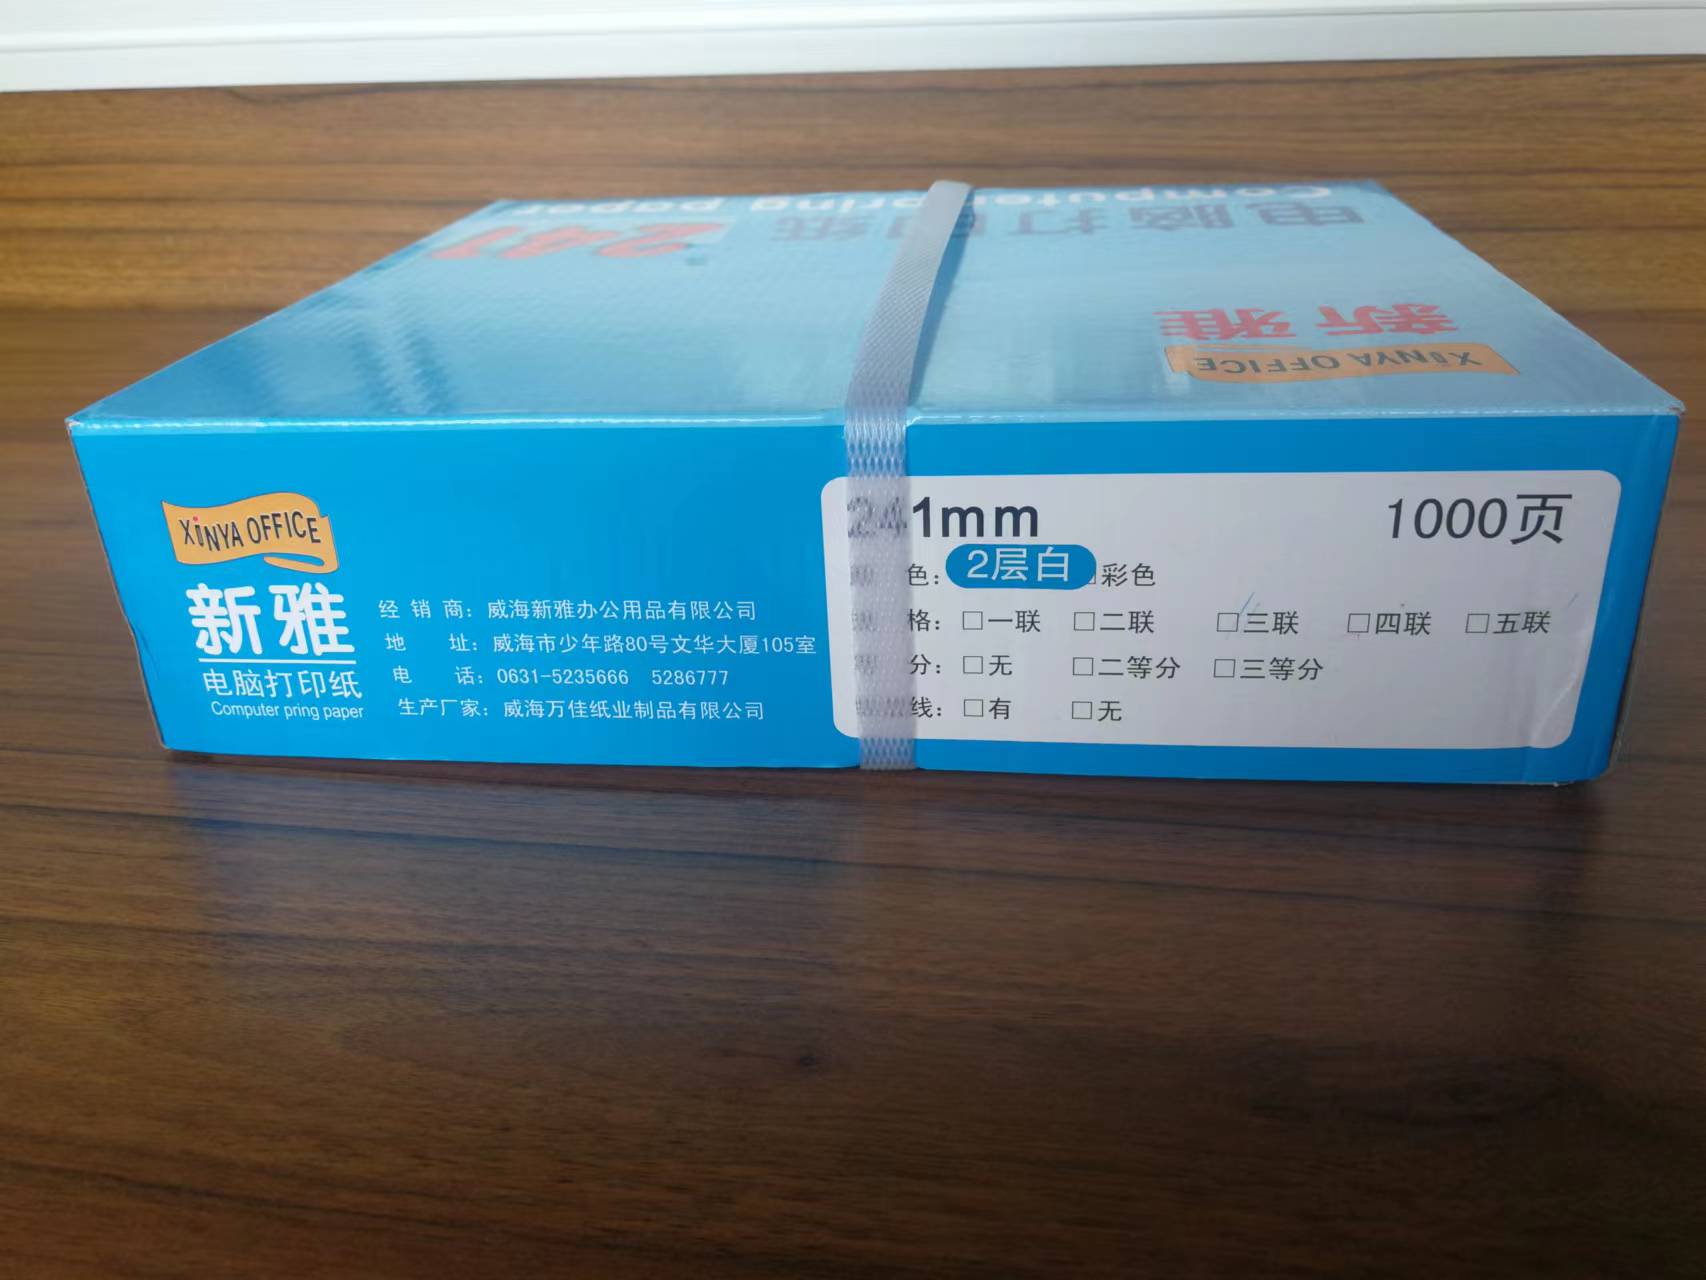 Computer pring paper
电脑打印纸 241
新雅
XINYA OFFICE
XINYA OFFICE
新雅
电脑打印纸
Computer pring paper
经 销 商：威海新雅办公用品有限公司
地 址：威海市少年路80号文华大厦105室
电 话：0631-5235666 5286777
生产厂家：威海万佳纸业制品有限公司
241mm 1000页
色： 2层白 □彩色
格：□一联 □二联 □三联 □四联 □五联
分：□无 □二等分 □三等分
线：□有 □无